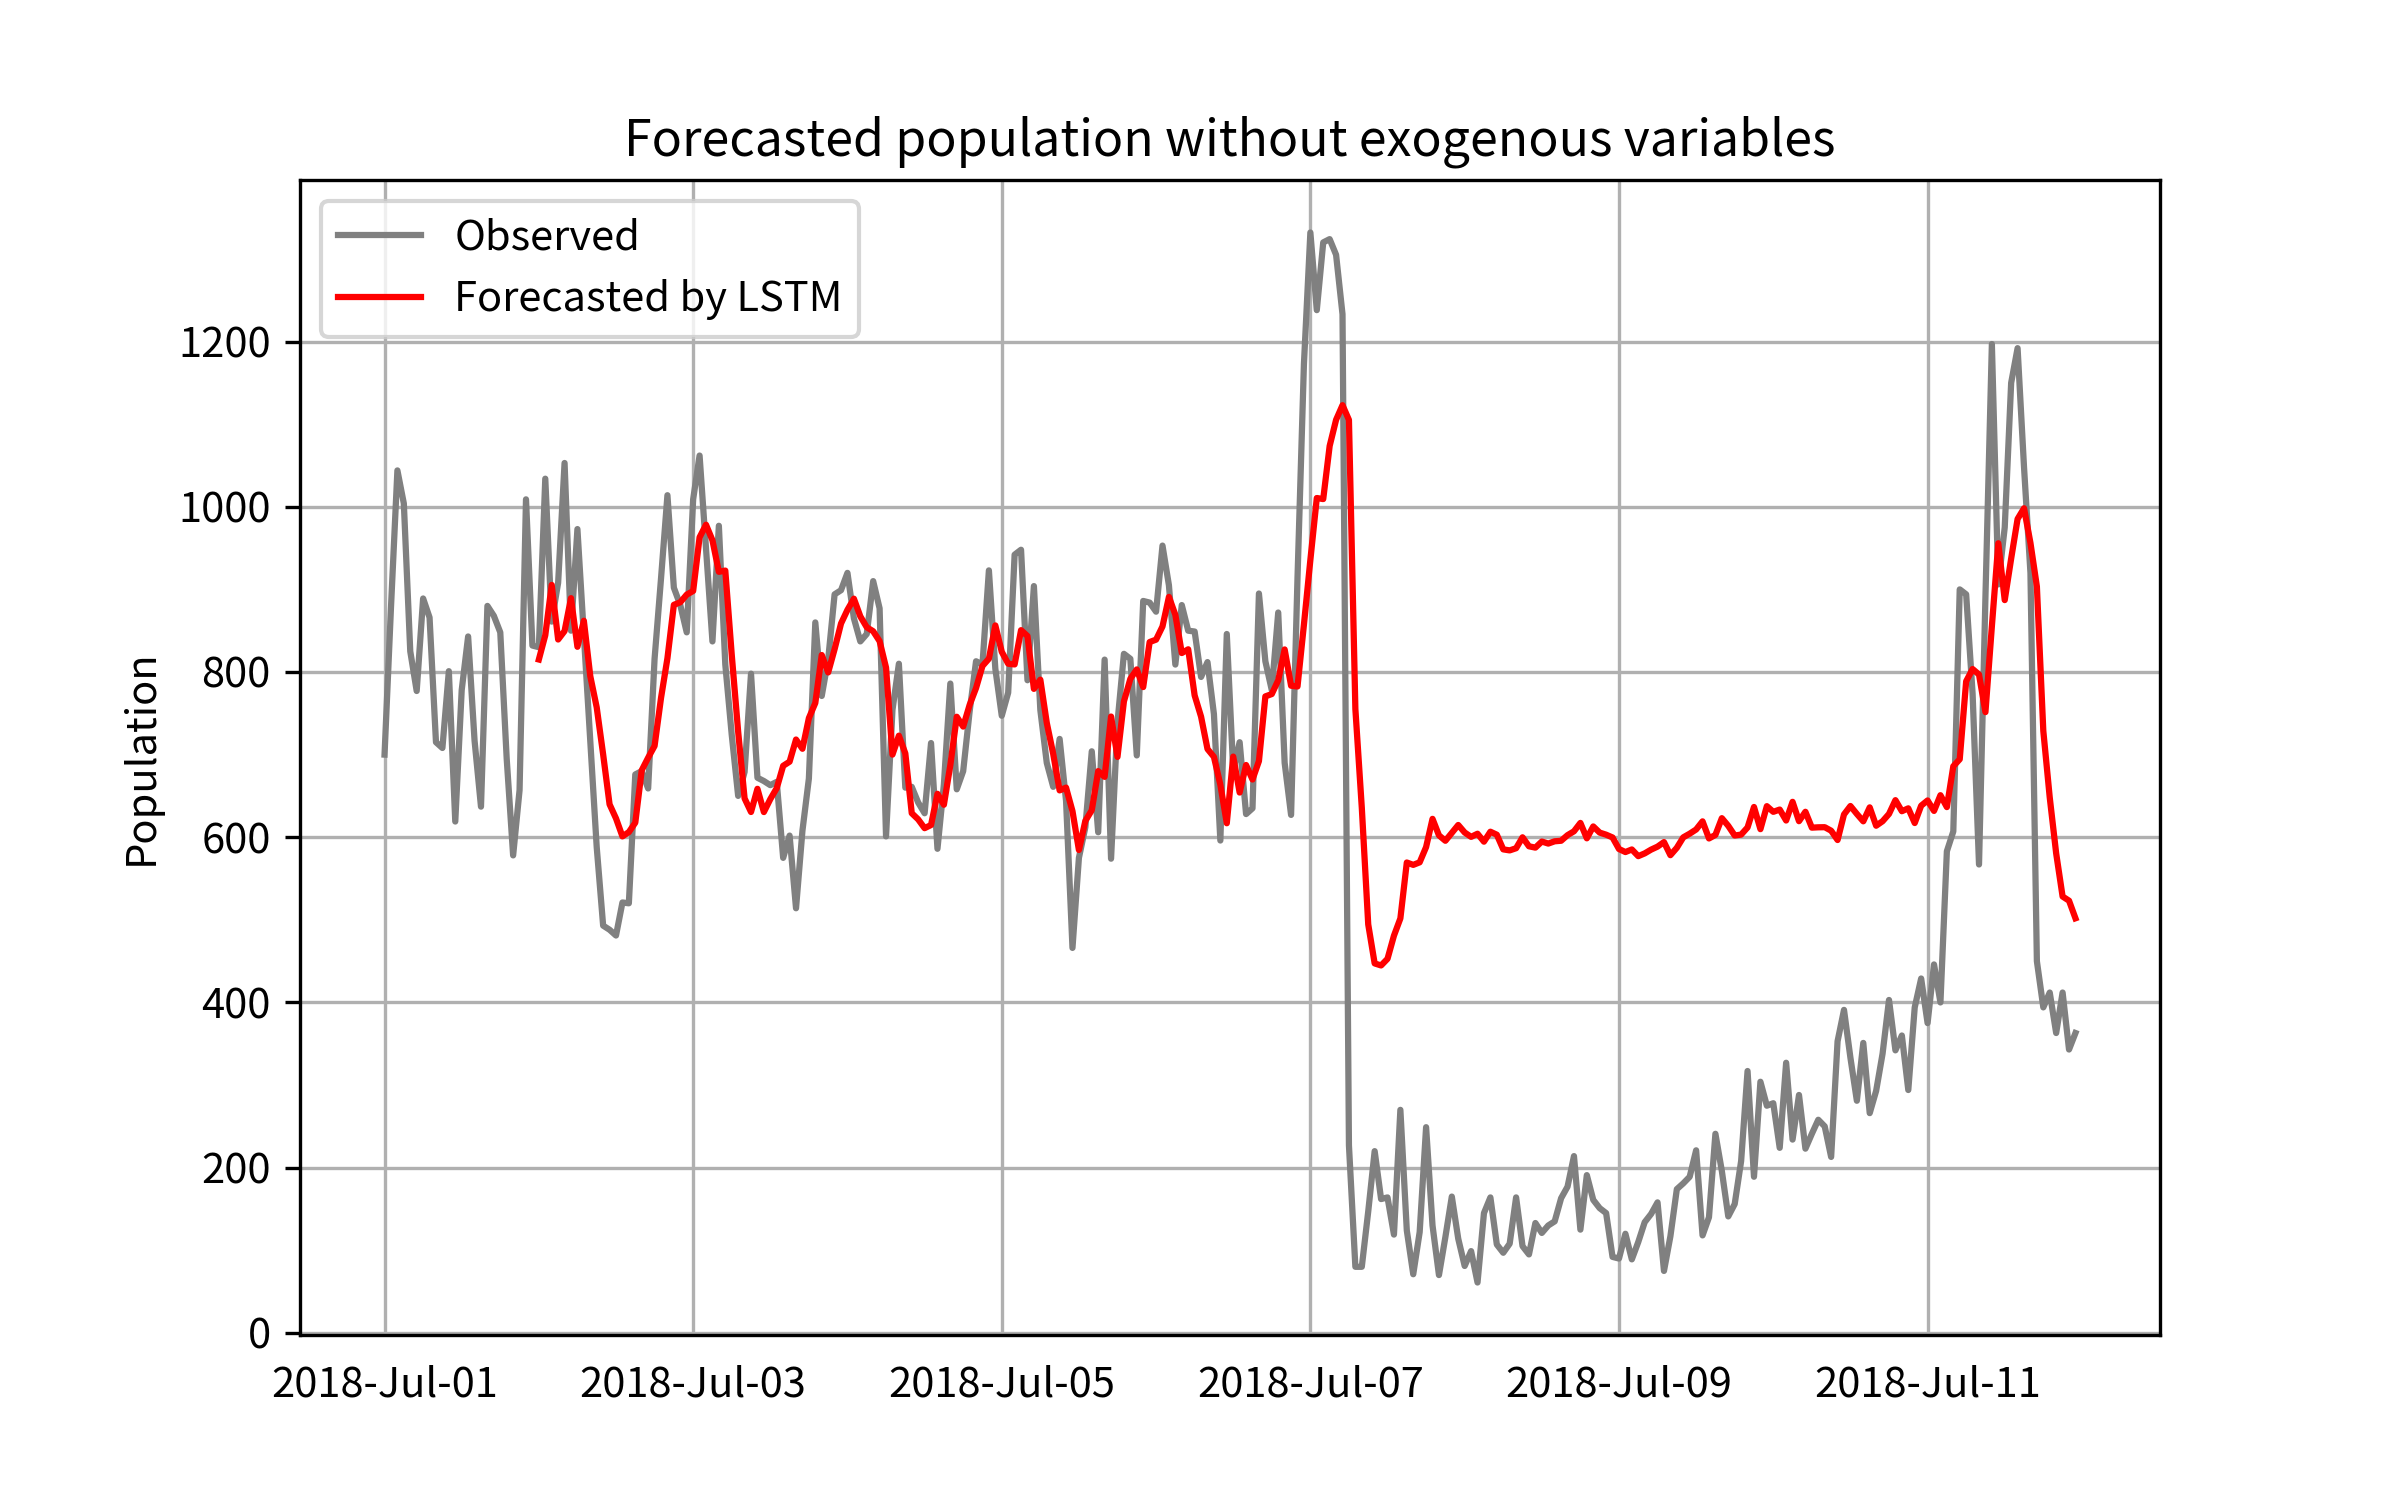 Forecasted population without exogenous variables
Observed
Forecasted by LSTM
Population
1200
1000
800
600
400
200
0
2018-Jul-01 2018-Jul-03 2018-Jul-05 2018-Jul-07 2018-Jul-09 2018-Jul-11